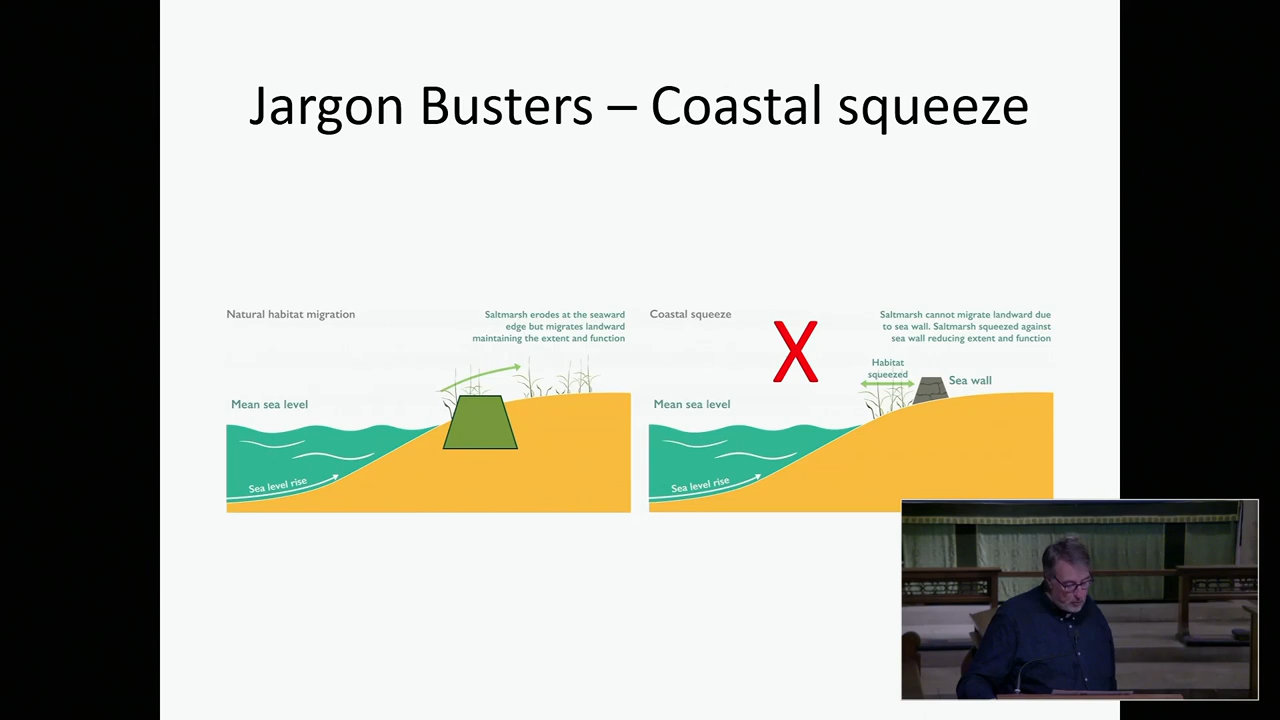 Jargon Busters – Coastal squeeze
Natural habitat migration
Saltmarsh erodes at the seaward
edge but migrates landward
maintaining the extent and function
Mean sea level
Sea level rise
Coastal squeeze
X
Saltmarsh cannot migrate landward due
to sea wall. Saltmarsh squeezed against
sea wall reducing extent and function
Habitat
squeezed
Sea wall
Mean sea level
Sea level rise